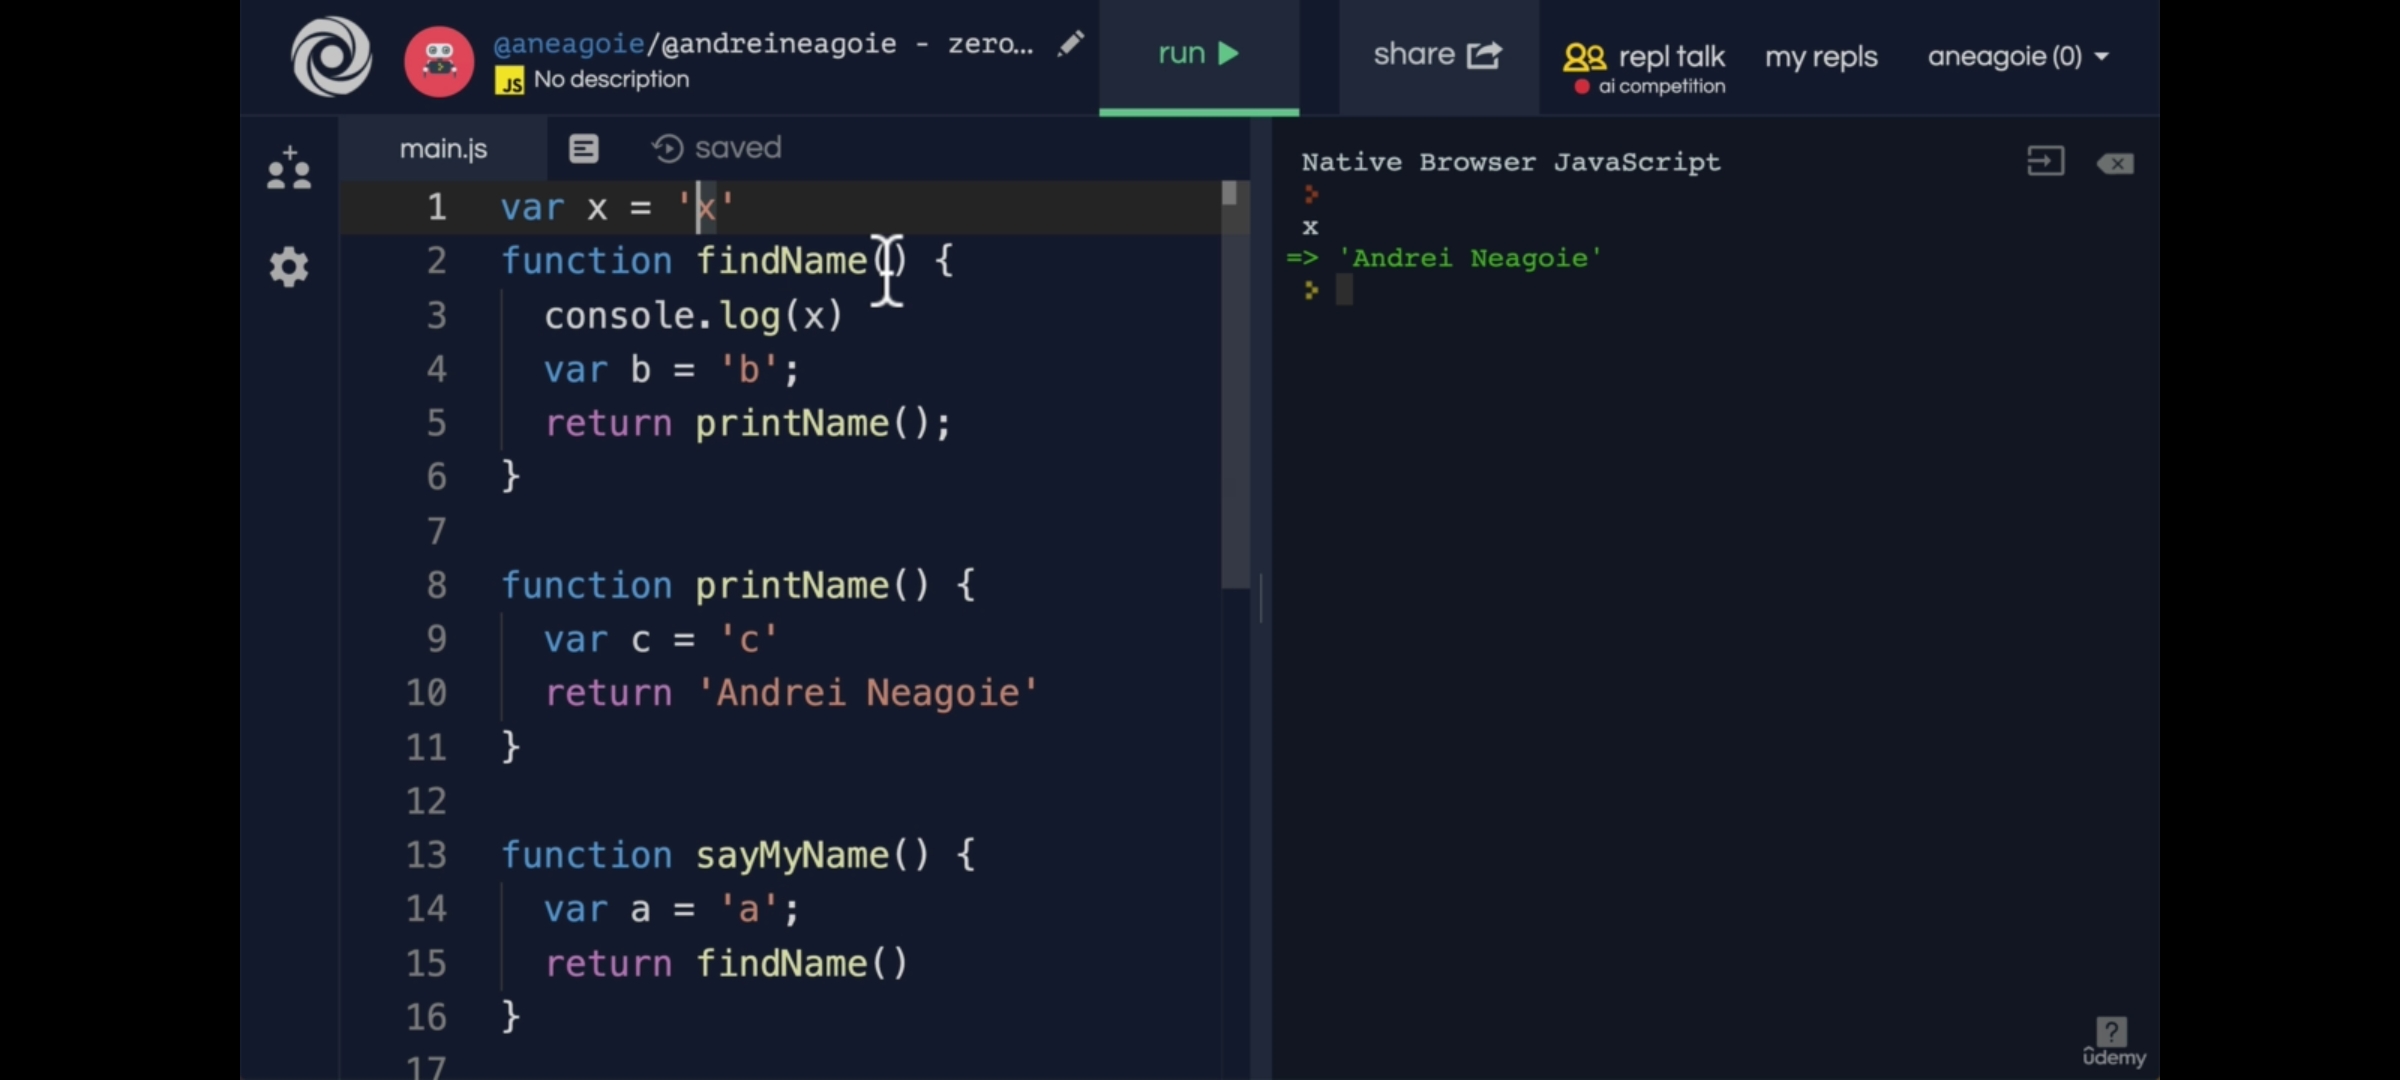 @aneagoie/@andreineagoie - zero...
JS No description
run
share
repl talk
ai competition
my repls
aneagoie (0)
main.js
saved
1 var x = 'x'
2 function findName() {
3 console.log(x)
4 var b = 'b';
5 return printName();
6 }
7
8 function printName() {
9 var c = 'c'
10 return 'Andrei Neagoie'
11 }
12
13 function sayMyName() {
14 var a = 'a';
15 return findName()
16 }
17
Native Browser JavaScript
x
=> 'Andrei Neagoie'
?
ûdemy